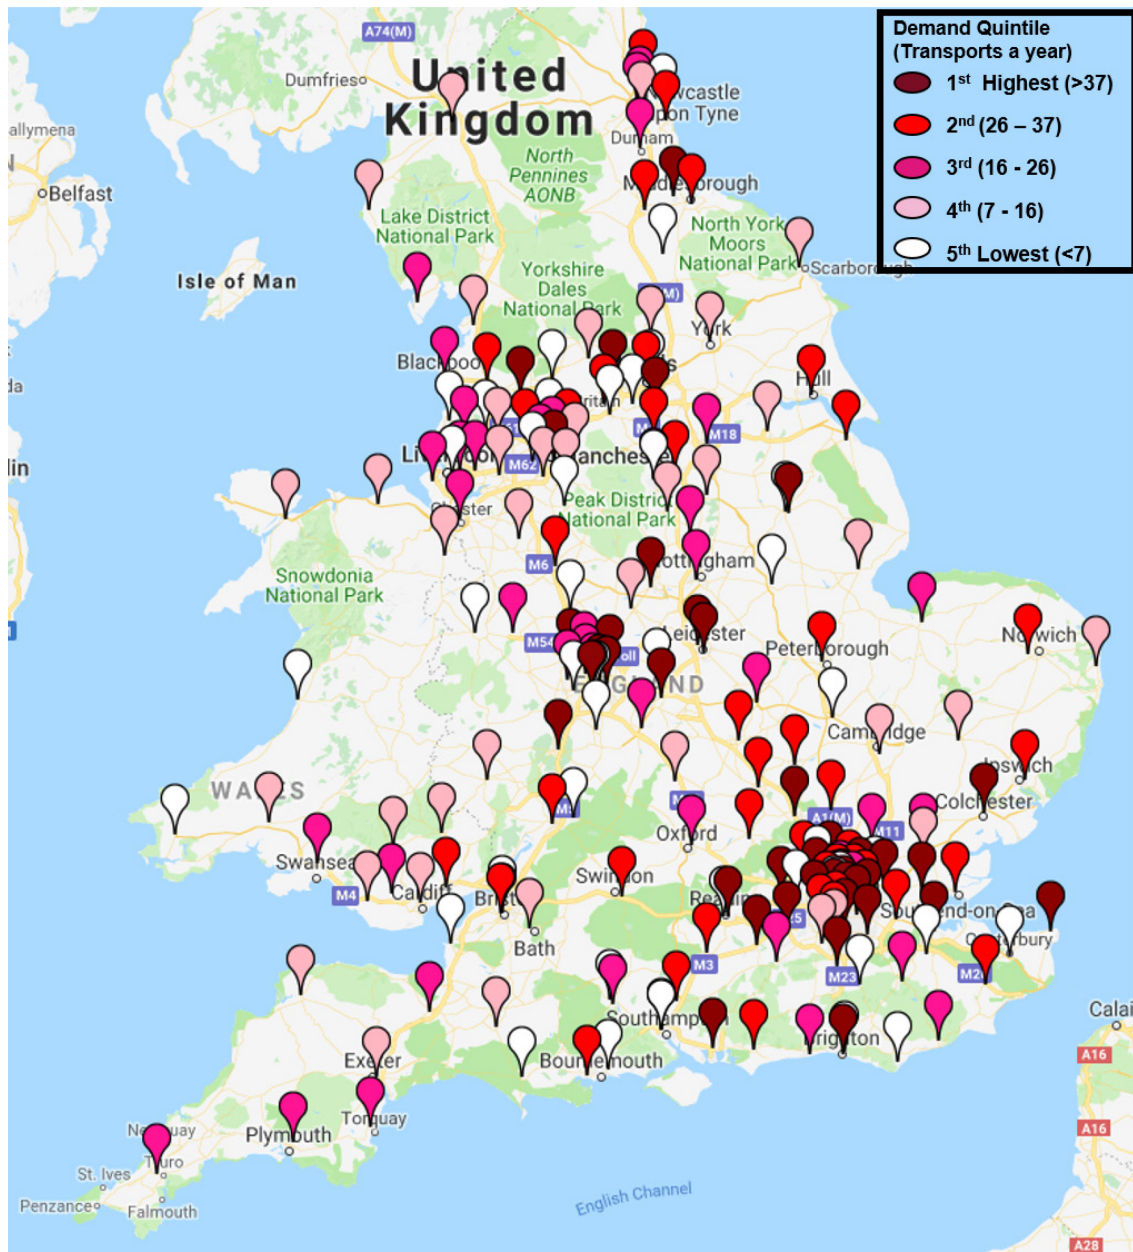 Demand Quintile
(Transports a year)
1st Highest (>37)
2nd (26 – 37)
3rd (16 - 26)
4th (7 - 16)
5th Lowest (<7)
A74(M)
United
Kingdom
Dumfries
Newcastle
upon Tyne
Durham
North
Pennines
AONB
Belfast
Middlesbrough
Lake District
National Park
North York
Moors
National Park
Scarborough
Isle of Man
Yorkshire
Dales
National Park
York
Blackpool
Hull
M18
M62
Manchester
Peak District
National Park
Chester
Snowdonia
National Park
M6
Nottingham
M54
Leicester
Peterborough
Norwich
ENGLAND
Cambridge
WALES
Ipswich
Colchester
A1(M)
M11
Oxford
Swansea
M4
Cardiff
Swindon
Southend-on-Sea
Bath
M3
M23
Canterbury
Southampton
Brighton
Calai
Exeter
Bournemouth
A16
Torquay
Plymouth
Newquay
Truro
St. Ives
Penzance
Falmouth
English Channel
A16
A28